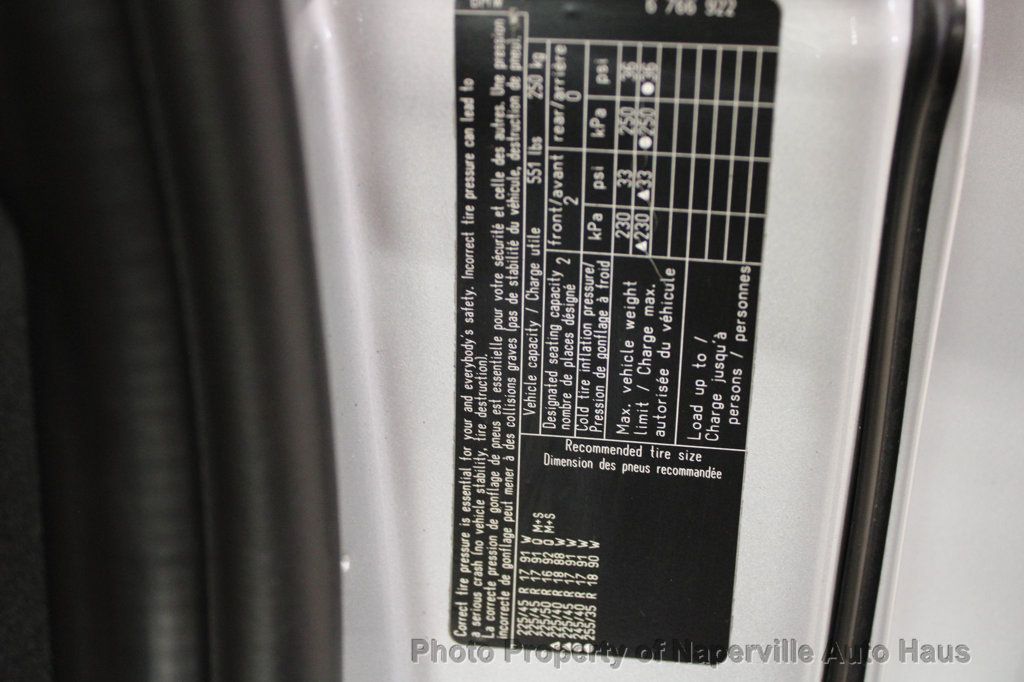 6 766 922
Correct tire pressure is essential for your and everybody's safety. Incorrect tire pressure can lead to
a serious crash (no vehicle stability, tire destruction).
La correcte pression de gonflage de pneus est essentielle pour votre sécurité et celle des autres. Une pression
incorrecte de gonflage peut mener à des collisions graves (pas de stabilité du véhicule, destruction de pneu).
Vehicle capacity / Charge utile 551 lbs 250 kg
Designated seating capacity 2 front/avant rear/arrière
nombre de places désigné 2 2 0
Cold tire inflation pressure/ kPa psi kPa psi
Pression de gonflage à froid
Max. vehicle weight 230 33 250 36
limit / Charge max. ▲230 ▲33 ●250 ●36
autorisée du véhicule
Load up to /
Charge jusqu'à
persons / personnes
Recommended tire size
Dimension des pneus recommandée
225/45 R 17 91 W
225/45 R 17 91 Q M+S
225/50 R 16 92 Q M+S
▲ 225/40 R 18 88 W
225/45 R 17 91 W
245/40 R 17 91 W
255/35 R 18 90 W
Photo Property of Naperville Auto Haus